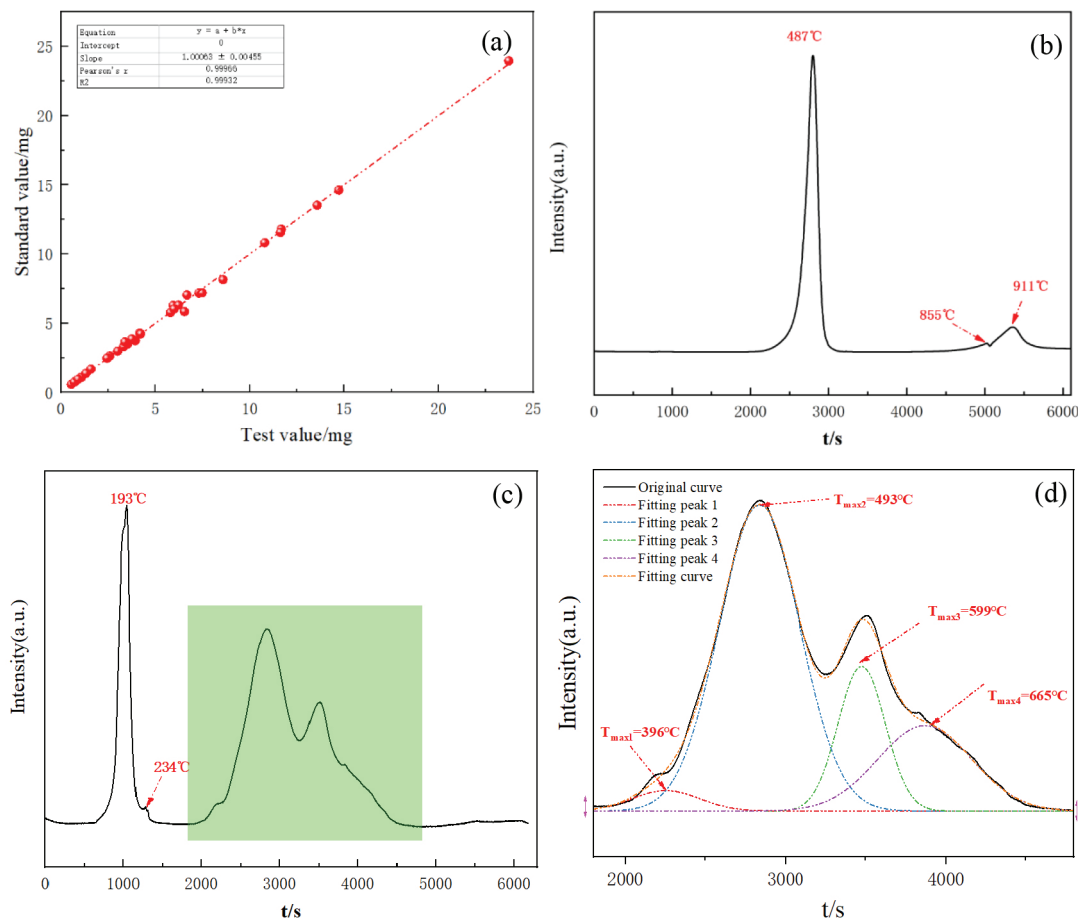 (a)
Equation y = a + b*x
Intercept 0
Slope 1.00063 ± 0.00455
Pearson's r 0.99966
R2 0.99932
Standard value/mg
25
20
15
10
5
0
0 5 10 15 20 25
Test value/mg
(b)
487℃
855℃
911℃
Intensity(a.u.)
0 1000 2000 3000 4000 5000 6000
t/s
(c)
193℃
234℃
Intensity(a.u.)
0 1000 2000 3000 4000 5000 6000
t/s
(d)
Original curve
Fitting peak 1
Fitting peak 2
Fitting peak 3
Fitting peak 4
Fitting curve
Tmax2=493℃
Tmax3=599℃
Tmax4=665℃
Tmax1=396℃
Intensity(a.u.)
2000 3000 4000
t/s